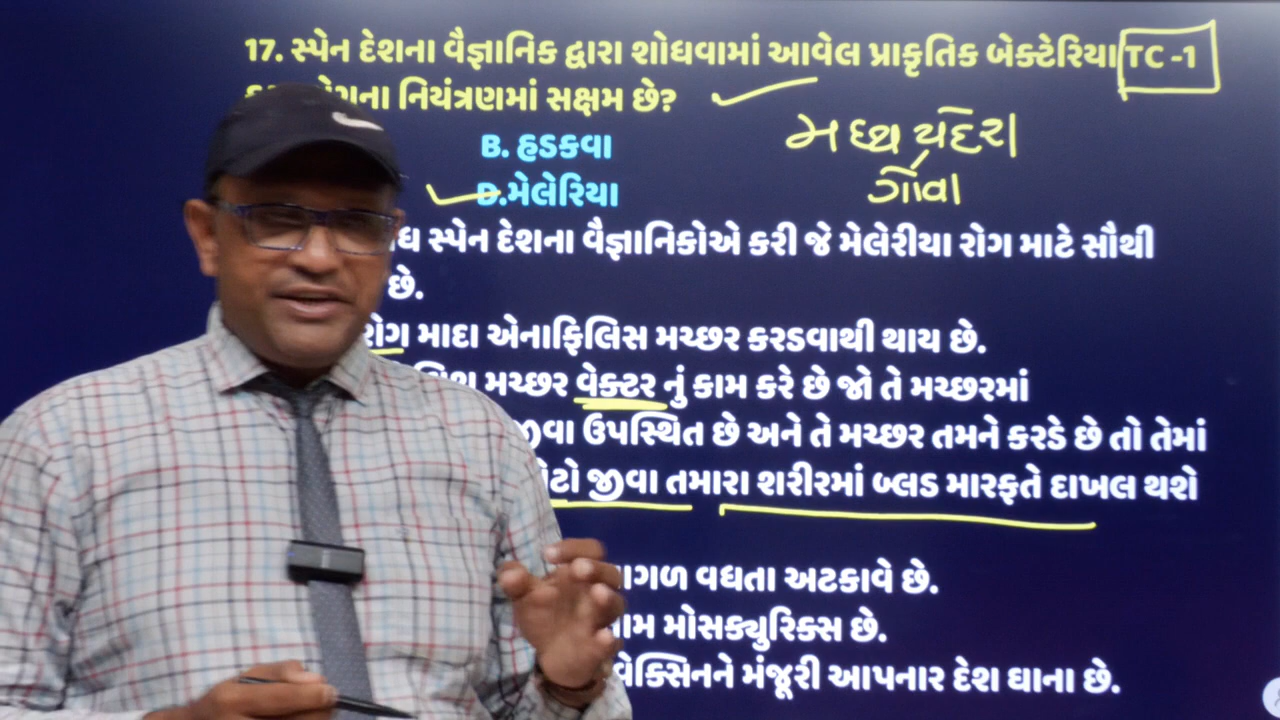 17. સ્પેન દેશના વૈજ્ઞાનિક દ્વારા શોધવામાં આવેલ પ્રાકૃતિક બેક્ટેરિયા TC -1
નિયંત્રણમાં સક્ષમ છે?
B. હડકવા
D.મેલેરિયા
મધ્ય પ્રદેશ
ગોવા
સ્પેન દેશના વૈજ્ઞાનિકોએ કરી જે મેલેરીયા રોગ માટે સૌથી
છે.
રોગ માદા એનાફિલિસ મચ્છર કરડવાથી થાય છે.
મચ્છર વેક્ટર નું કામ કરે છે જો તે મચ્છરમાં
જીવા ઉપસ્થિત છે અને તે મચ્છર તમને કરડે છે તો તેમાં
જીવા તમારા શરીરમાં બ્લડ મારફતે દાખલ થશે
વધતા અટકાવે છે.
મોસક્યુરિક્સ છે.
વેક્સિનને મંજૂરી આપનાર દેશ ઘાના છે.